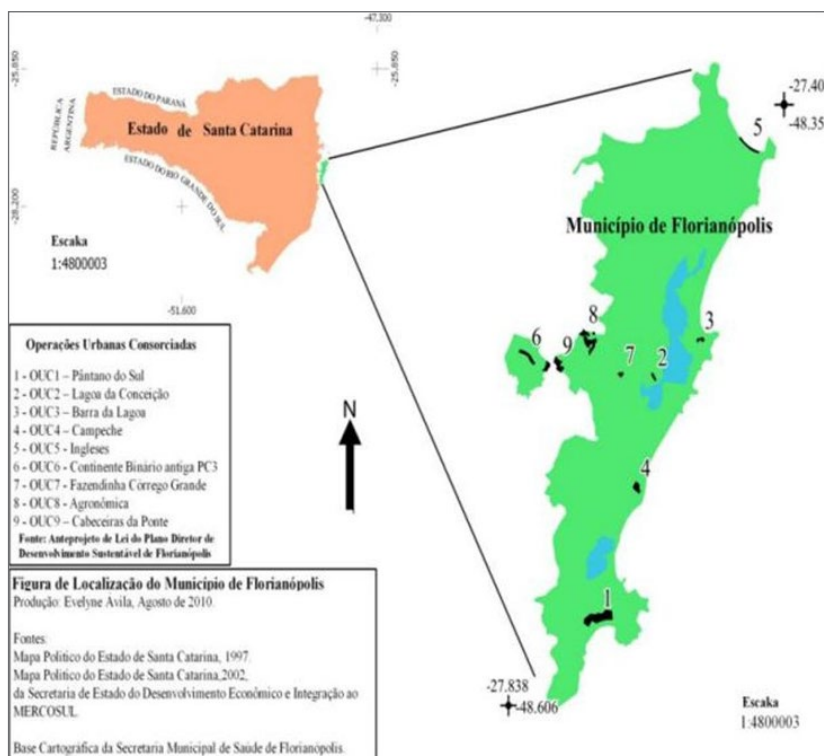 -47.300
-25.850
-25.850
ESTADO DO PARANÁ
REPÚBLICA
ARGENTINA
Estado de Santa Catarina
ESTADO DO RIO GRANDE DO SUL
-28.200
Escaka
1:4800003
-51.600
-27.40
-48.35
5
Município de Florianópolis
8
3
6
9
7
2
4
1
N
Operações Urbanas Consorciadas
1 - OUC1 – Pântano do Sul
2 - OUC2 – Lagoa da Conceição
3 - OUC3 – Barra da Lagoa
4 - OUC4 – Campeche
5 - OUC5 - Ingleses
6 - OUC6 - Continente Binário antiga PC3
7 - OUC7 - Fazendinha Córrego Grande
8 - OUC8 - Agronômica
9 - OUC9 – Cabeceiras da Ponte
Fonte: Anteprojeto de Lei do Plano Diretor de
Desenvolvimento Sustentável de Florianópolis
Figura de Localização do Município de Florianópolis
Produção: Evelyne Avila, Agosto de 2010.
Fontes:
Mapa Politico do Estado de Santa Catarina, 1997.
Mapa Politico do Estado de Santa Catarina,2002,
da Secretaria de Estado do Desenvolvimento Econômico e Integração ao
MERCOSUL.
Base Cartográfica da Secretaria Municipal de Saúde de Florianópolis.
-27.838
-48.606
Escaka
1:4800003